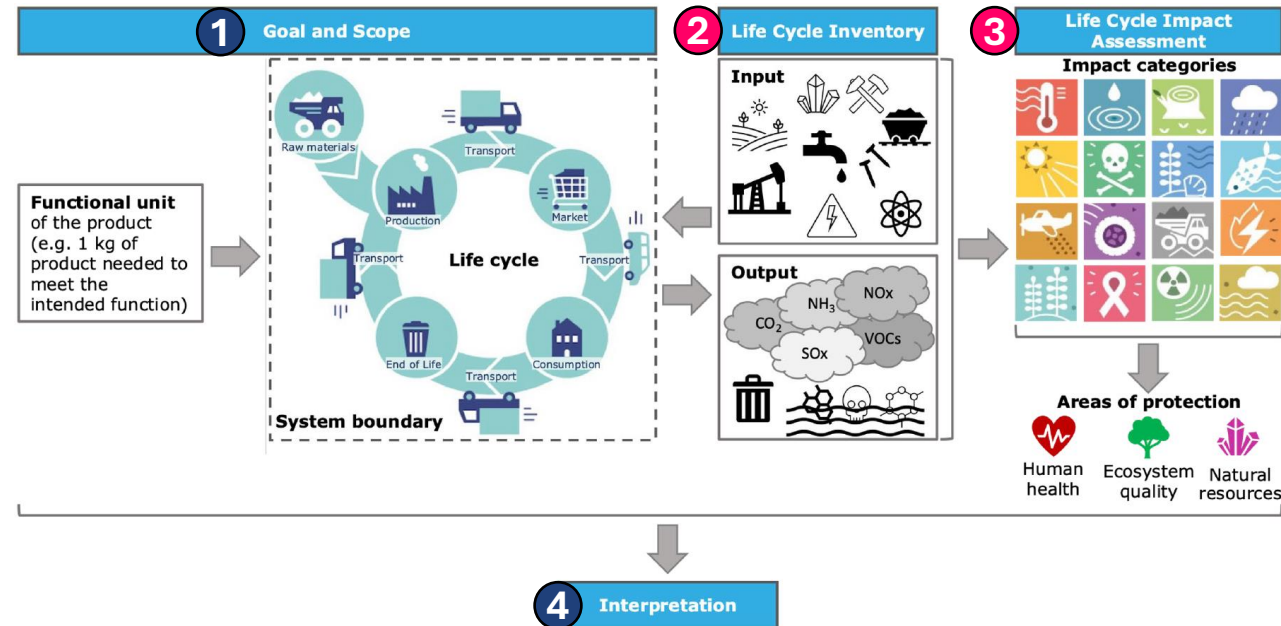 1 Goal and Scope
2 Life Cycle Inventory
3 Life Cycle Impact
Assessment
Functional unit
of the product
(e.g. 1 kg of
product needed to
meet the
intended function)
Raw materials
Transport
Production
Market
Transport
Life cycle
Transport
End of Life
Consumption
Transport
System boundary
Input
Output
CO₂
NH₃
NOx
SOx
VOCs
Impact categories
Areas of protection
Human
health
Ecosystem
quality
Natural
resources
4 Interpretation